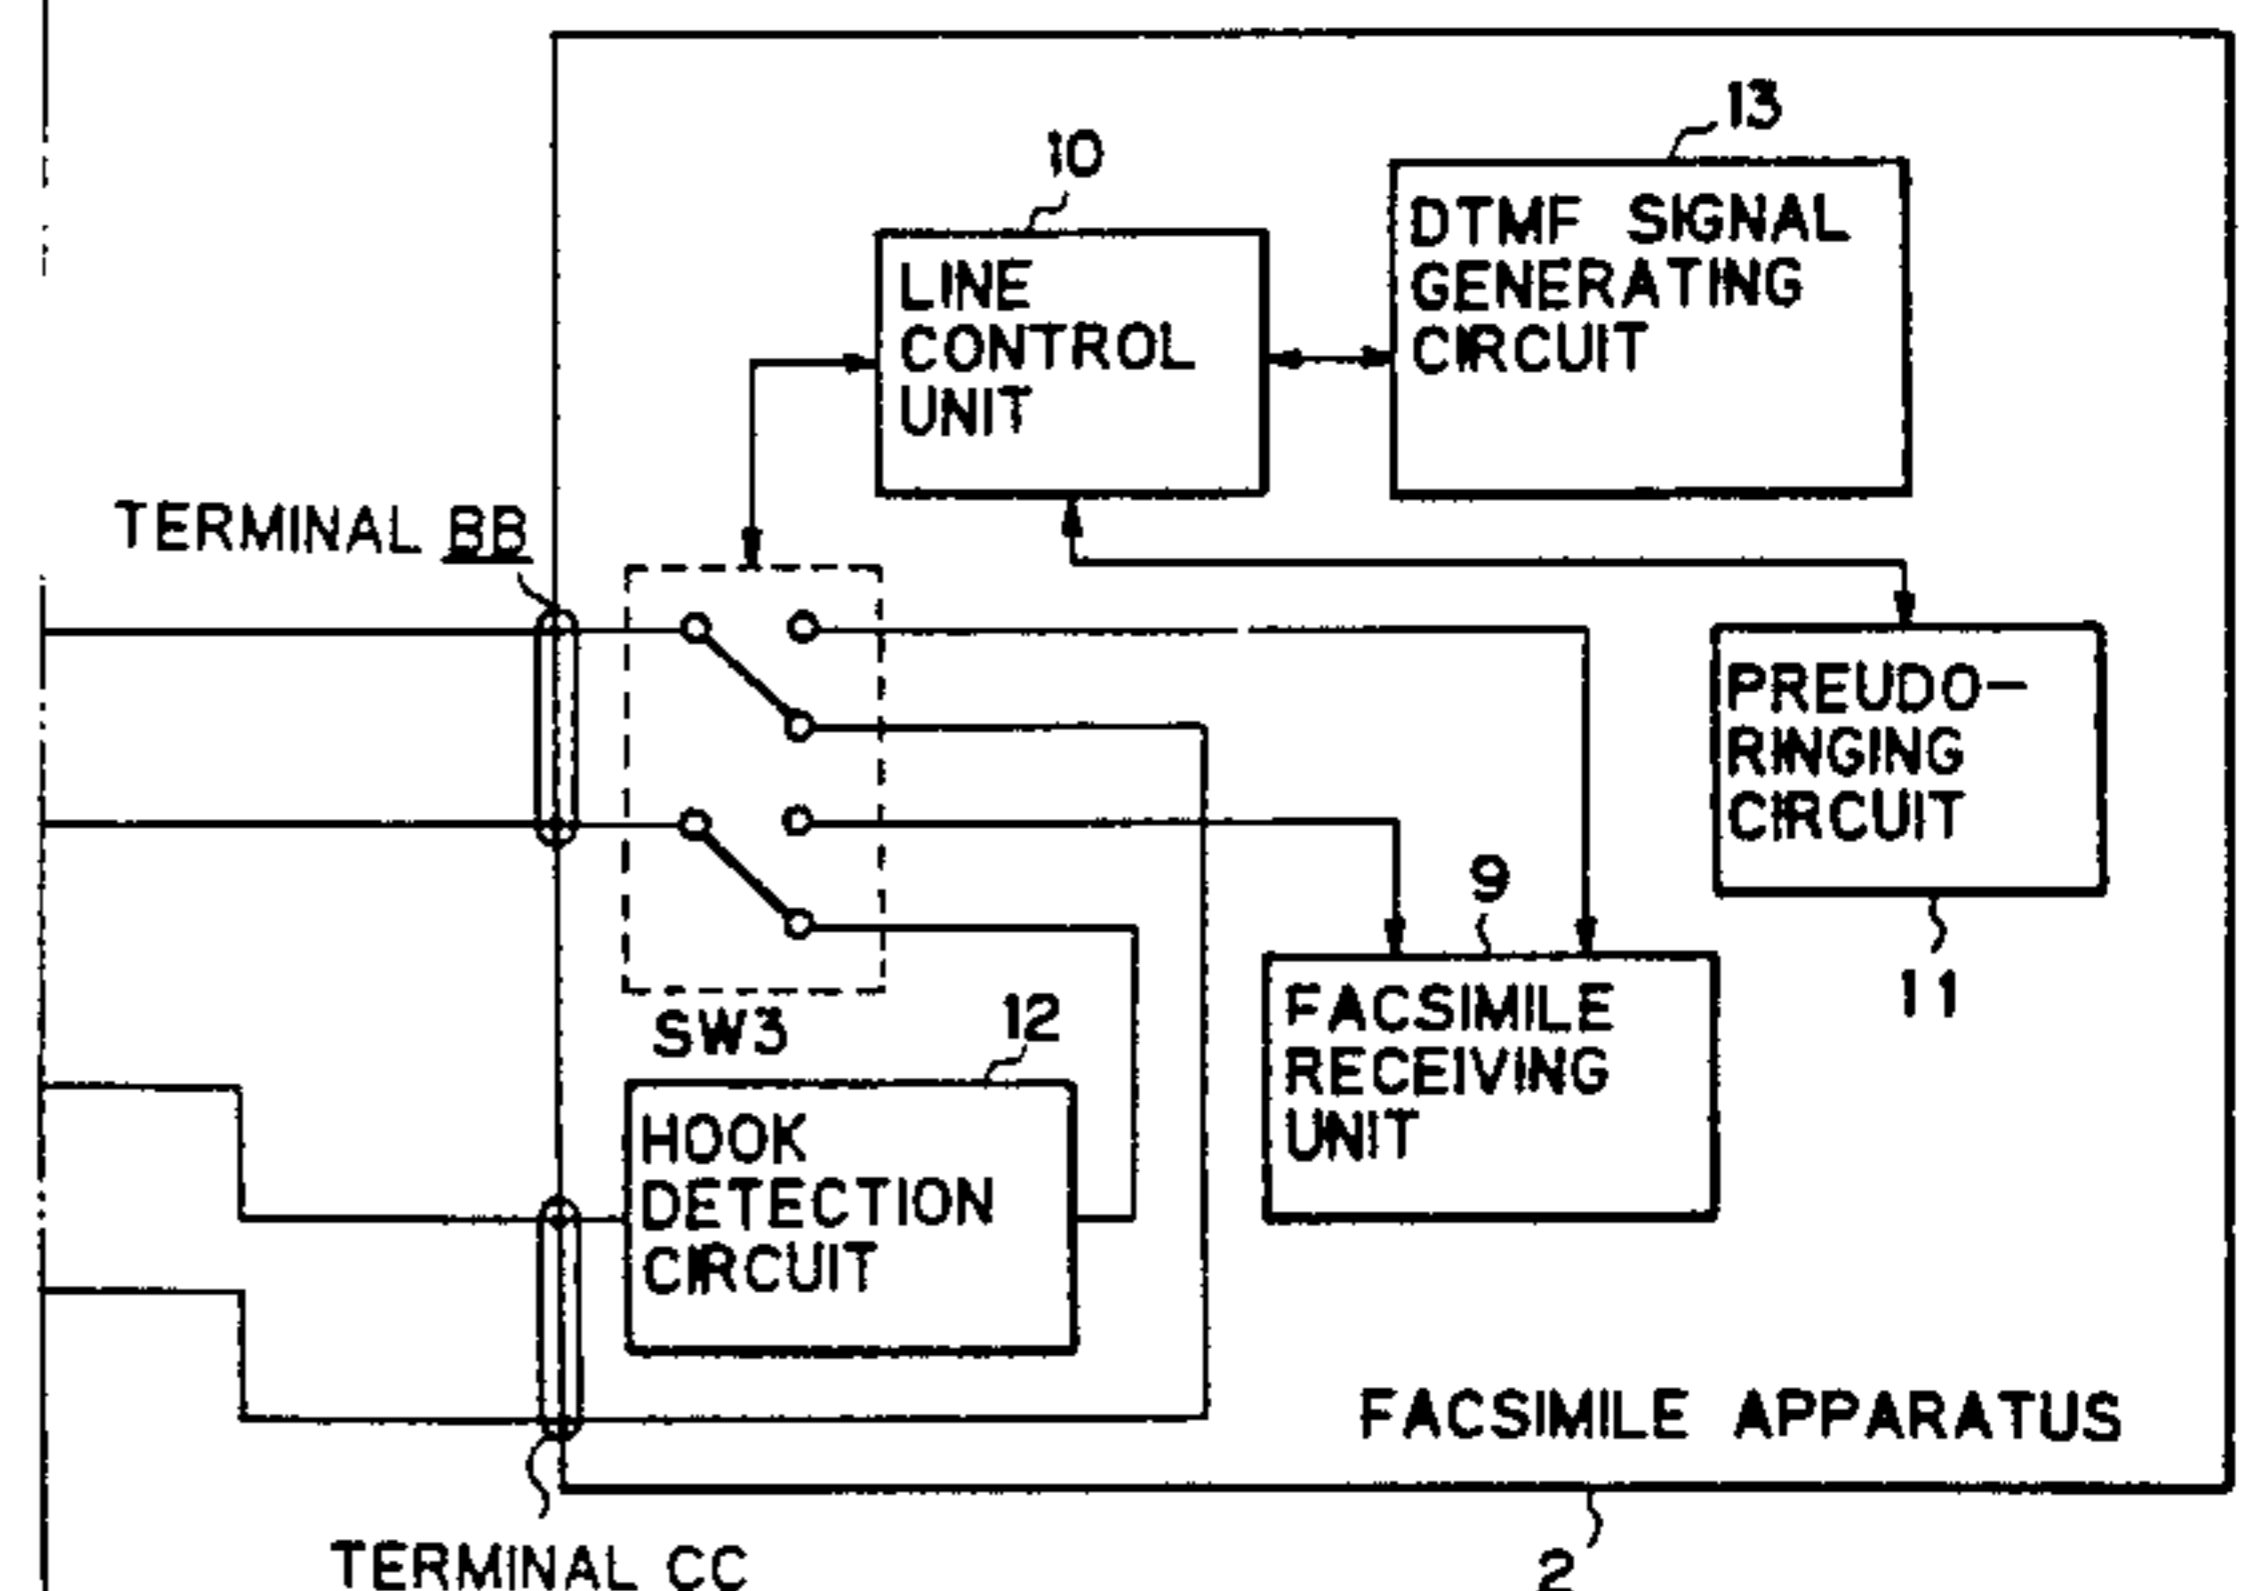 13
10
DTMF SIGNAL
GENERATING
CIRCUIT
LINE
CONTROL
UNIT
TERMINAL BB
PREUDO-
RINGING
CIRCUIT
9
11
SW3
12
FACSIMILE
RECEIVING
UNIT
HOOK
DETECTION
CIRCUIT
FACSIMILE APPARATUS
TERMINAL CC
2